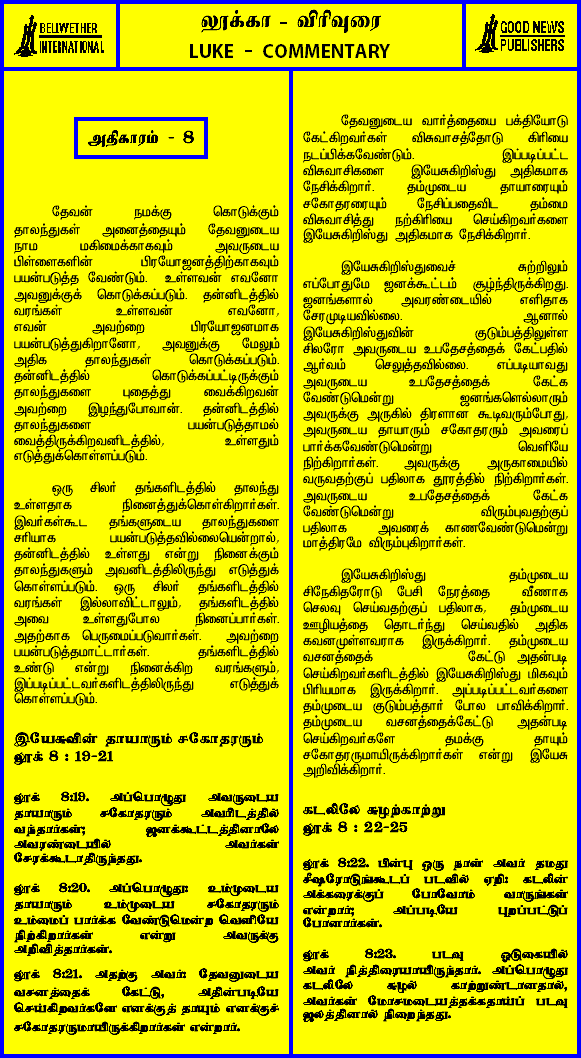 BELWETHER
INTERNATIONAL
லூக்கா - விரிவுரை
LUKE - COMMENTARY
GOOD NEWS
PUBLISHERS
அதிகாரம் - 8
தேவன் நமக்கு கொடுக்கும்
தாலந்துகள் அனைத்தையும் தேவனுடைய
நாம மகிமைக்காகவும் அவருடைய
பிள்ளைகளின் பிரயோஜனத்திற்காகவும்
பயன்படுத்த வேண்டும். உள்ளவன் எவனோ
அவனுக்குக் கொடுக்கப்படும். தன்னிடத்தில்
வரங்கள் உள்ளவன் எவனோ,
எவன் அவற்றை பிரயோஜனமாக
பயன்படுத்துகிறானோ, அவனுக்கு மேலும்
அதிக தாலந்துகள் கொடுக்கப்படும்.
தன்னிடத்தில் கொடுக்கப்பட்டிருக்கும்
தாலந்துகளை புதைத்து வைக்கிறவன்
அவற்றை இழந்துபோவான். தன்னிடத்தில்
தாலந்துகளை பயன்படுத்தாமல்
வைத்திருக்கிறவனிடத்தில், உள்ளதும்
எடுத்துக்கொள்ளப்படும்.
ஒரு சிலர் தங்களிடத்தில் தாலந்து
உள்ளதாக நினைத்துக்கொள்கிறார்கள்.
இவர்கள்கூட தங்களுடைய தாலந்துகளை
சரியாக பயன்படுத்தவில்லையென்றால்,
தன்னிடத்தில் உள்ளது என்று நினைக்கும்
தாலந்துகளும் அவனிடத்திலிருந்து எடுத்துக்
கொள்ளப்படும். ஒரு சிலர் தங்களிடத்தில்
வரங்கள் இல்லாவிட்டாலும், தங்களிடத்தில்
அவை உள்ளதுபோல நினைப்பார்கள்.
அதற்காக பெருமைப்படுவார்கள். அவற்றை
பயன்படுத்தமாட்டார்கள். தங்களிடத்தில்
உண்டு என்று நினைக்கிற வரங்களும்,
இப்படிப்பட்டவர்களிடத்திலிருந்து எடுத்துக்
கொள்ளப்படும்.
இயேசுவின் தாயாரும் சகோதரரும்
லூக் 8 : 19-21
லூக் 8:19. அப்பொழுது அவருடைய
தாயாரும் சகோதரரும் அவரிடத்தில்
வந்தார்கள்; ஜனக்கூட்டத்தினாலே
அவரண்டையில் அவர்கள்
சேரக்கூடாதிருந்தது.
லூக் 8:20. அப்பொழுது: உம்முடைய
தாயாரும் உம்முடைய சகோதரரும்
உம்மைப் பார்க்க வேண்டுமென்று வெளியே
நிற்கிறார்கள் என்று அவருக்கு
அறிவித்தார்கள்.
லூக் 8:21. அதற்கு அவர்: தேவனுடைய
வசனத்தைக் கேட்டு, அதின்படியே
செய்கிறவர்களே எனக்குத் தாயும் எனக்குச்
சகோதரருமாயிருக்கிறார்கள் என்றார்.
தேவனுடைய வார்த்தையை பக்தியோடு
கேட்கிறவர்கள் விசுவாசத்தோடு கிரியை
நடப்பிக்கவேண்டும். இப்படிப்பட்ட
விசுவாசிகளை இயேசுகிறிஸ்து அதிகமாக
நேசிக்கிறார். தம்முடைய தாயாரையும்
சகோதரரையும் நேசிப்பதைவிட தம்மை
விசுவாசித்து நற்கிரியை செய்கிறவர்களை
இயேசுகிறிஸ்து அதிகமாக நேசிக்கிறார்.
இயேசுகிறிஸ்துவைச் சுற்றிலும்
எப்போதுமே ஜனக்கூட்டம் சூழ்ந்திருக்கிறது.
ஜனங்களால் அவரண்டையில் எளிதாக
சேரமுடியவில்லை. ஆனால்
இயேசுகிறிஸ்துவின் குடும்பத்திலுள்ள
சிலரோ அவருடைய உபதேசத்தைக் கேட்பதில்
ஆர்வம் செலுத்தவில்லை. எப்படியாவது
அவருடைய உபதேசத்தைக் கேட்க
வேண்டுமென்று ஜனங்களெல்லாரும்
அவருக்கு அருகில் திரளான கூடிவரும்போது,
அவருடைய தாயாரும் சகோதரரும் அவரைப்
பார்க்கவேண்டுமென்று வெளியே
நிற்கிறார்கள். அவருக்கு அருகாமையில்
வருவதற்குப் பதிலாக தூரத்தில் நிற்கிறார்கள்.
அவருடைய உபதேசத்தைக் கேட்க
வேண்டுமென்று விரும்புவதற்குப்
பதிலாக அவரைக் காணவேண்டுமென்று
மாத்திரமே விரும்புகிறார்கள்.
இயேசுகிறிஸ்து தம்முடைய
சிநேகிதரோடு பேசி நேரத்தை வீணாக
செலவு செய்வதற்குப் பதிலாக, தம்முடைய
ஊழியத்தை தொடர்ந்து செய்வதில் அதிக
கவனமுள்ளவராக இருக்கிறார். தம்முடைய
வசனத்தைக் கேட்டு அதன்படி
செய்கிறவர்களிடத்தில் இயேசுகிறிஸ்து மிகவும்
பிரியமாக இருக்கிறார். அப்படிப்பட்டவர்களை
தம்முடைய குடும்பத்தார் போல பாவிக்கிறார்.
தம்முடைய வசனத்தைக்கேட்டு அதன்படி
செய்கிறவர்களே தமக்கு தாயும்
சகோதரருமாயிருக்கிறார்கள் என்று இயேசு
அறிவிக்கிறார்.
கடலிலே சுழற்காற்று
லூக் 8 : 22-25
லூக் 8:22. பின்பு ஒரு நாள் அவர் தமது
சீஷரோடுங்கூடப் படவில் ஏறி: கடலின்
அக்கரைக்குப் போவோம் வாருங்கள்
என்றார்; அப்படியே புறப்பட்டுப்
போனார்கள்.
லூக் 8:23. படவு ஓடுகையில்
அவர் நித்திரையாயிருந்தார். அப்பொழுது
கடலிலே சுழல் காற்றுண்டானதால்,
அவர்கள் மோசமடையத்தக்கதாய்ப் படவு
ஜலத்தினால் நிறைந்தது.